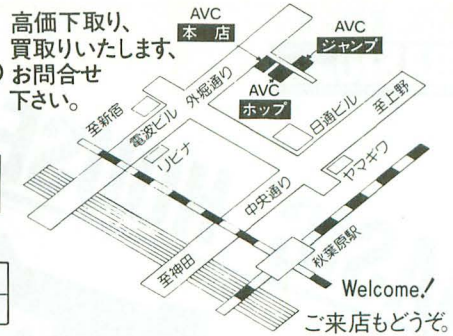 高価下取り、
買取りいたします、
お問合せ
下さい。
AVC
本店
AVC
ジャンプ
AVC
ホップ
外堀通り
日通ビル
至上野
至新宿
電波ビル
リビナ
ヤマギワ
中央通り
秋葉原駅
至神田
Welcome!
ご来店もどうぞ。